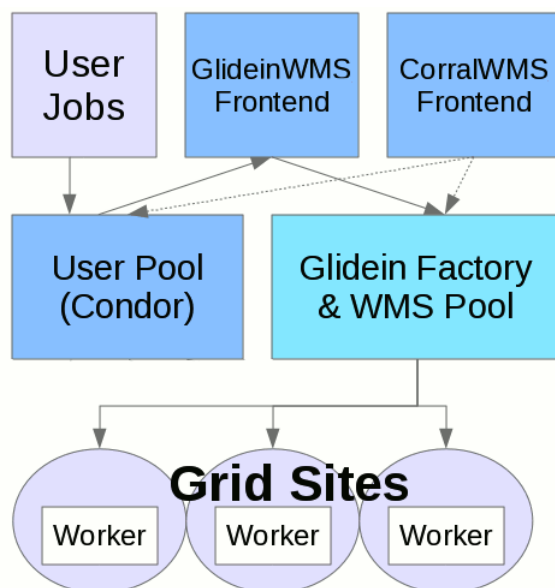 User
Jobs
GlideinWMS
Frontend
CorralWMS
Frontend
User Pool
(Condor)
Glidein Factory
& WMS Pool
Grid Sites
Worker
Worker
Worker